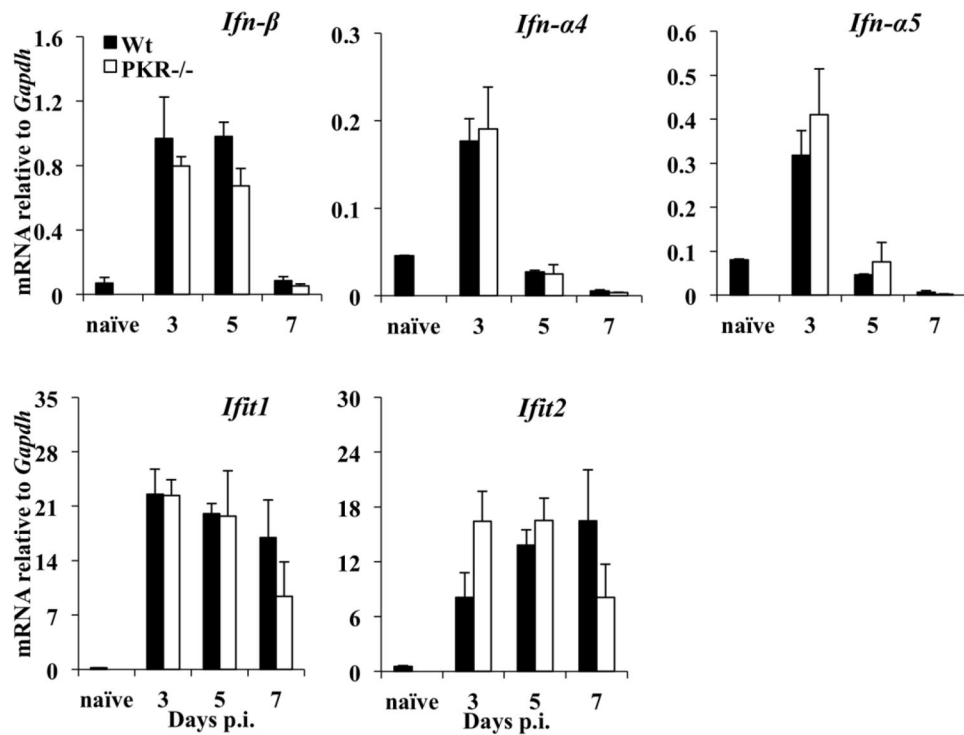 Ifn-β
1.6
1.2
0.8
0.4
0
mRNA relative to Gapdh
Wt
PKR-/-
naïve 3 5 7
Ifn-α4
0.3
0.2
0.1
0
naïve 3 5 7
Ifn-α5
0.6
0.5
0.4
0.3
0.2
0.1
0
naïve 3 5 7
Ifit1
35
28
21
14
7
0
mRNA relative to Gapdh
naïve 3 5 7
Days p.i.
Ifit2
30
24
18
12
6
0
naïve 3 5 7
Days p.i.